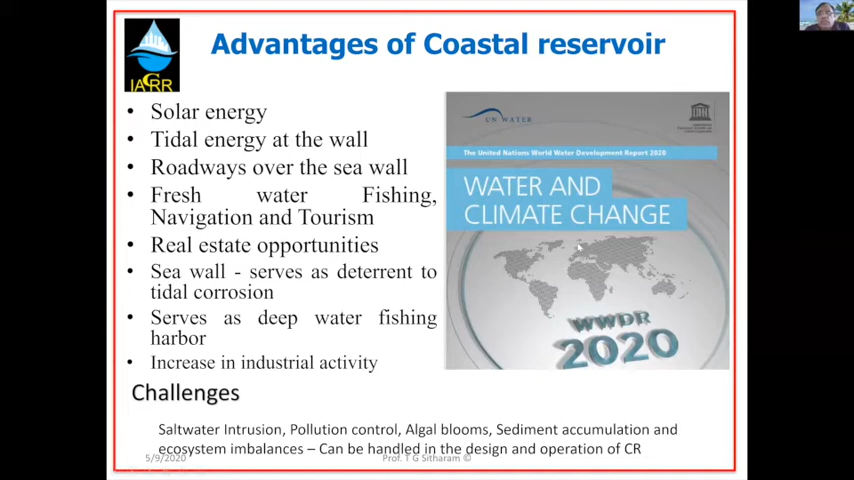 Advantages of Coastal reservoir
IACRR
• Solar energy
• Tidal energy at the wall
• Roadways over the sea wall
• Fresh water Fishing,
Navigation and Tourism
• Real estate opportunities
• Sea wall - serves as deterrent to
tidal corrosion
• Serves as deep water fishing
harbor
• Increase in industrial activity
UN WATER
The United Nations World Water Development Report 2020
WATER AND
CLIMATE CHANGE
WWDR
2020
Challenges
Saltwater Intrusion, Pollution control, Algal blooms, Sediment accumulation and
ecosystem imbalances – Can be handled in the design and operation of CR
5/9/2020
Prof. T G Sitharam ©